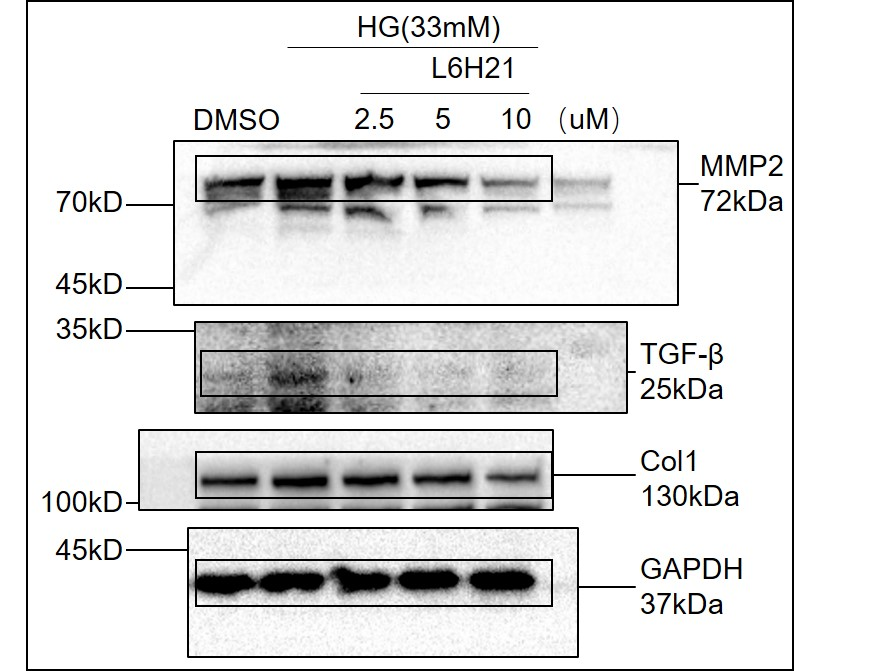 HG(33mM)
L6H21
DMSO 2.5 5 10 (uM)
MMP2
72kDa
70kD
45kD
35kD
TGF-β
25kDa
Col1
130kDa
100kD
45kD
GAPDH
37kDa